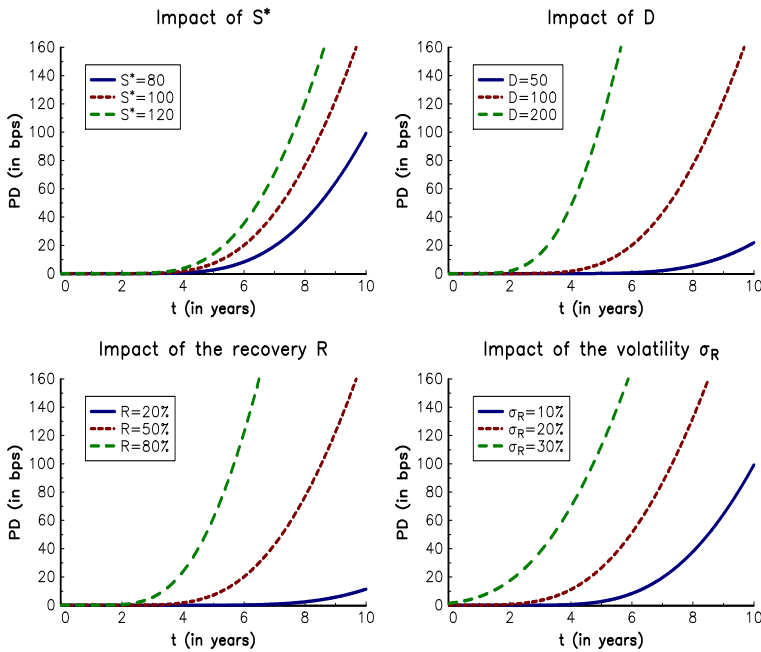 Impact of S*
PD (in bps)
160
140
120
100
80
60
40
20
0
S*=80
S*=100
S*=120
0 2 4 6 8 10
t (in years)
Impact of D
PD (in bps)
160
140
120
100
80
60
40
20
0
D=50
D=100
D=200
0 2 4 6 8 10
t (in years)
Impact of the recovery R
PD (in bps)
160
140
120
100
80
60
40
20
0
R=20%
R=50%
R=80%
0 2 4 6 8 10
t (in years)
Impact of the volatility σR
PD (in bps)
160
140
120
100
80
60
40
20
0
σR=10%
σR=20%
σR=30%
0 2 4 6 8 10
t (in years)